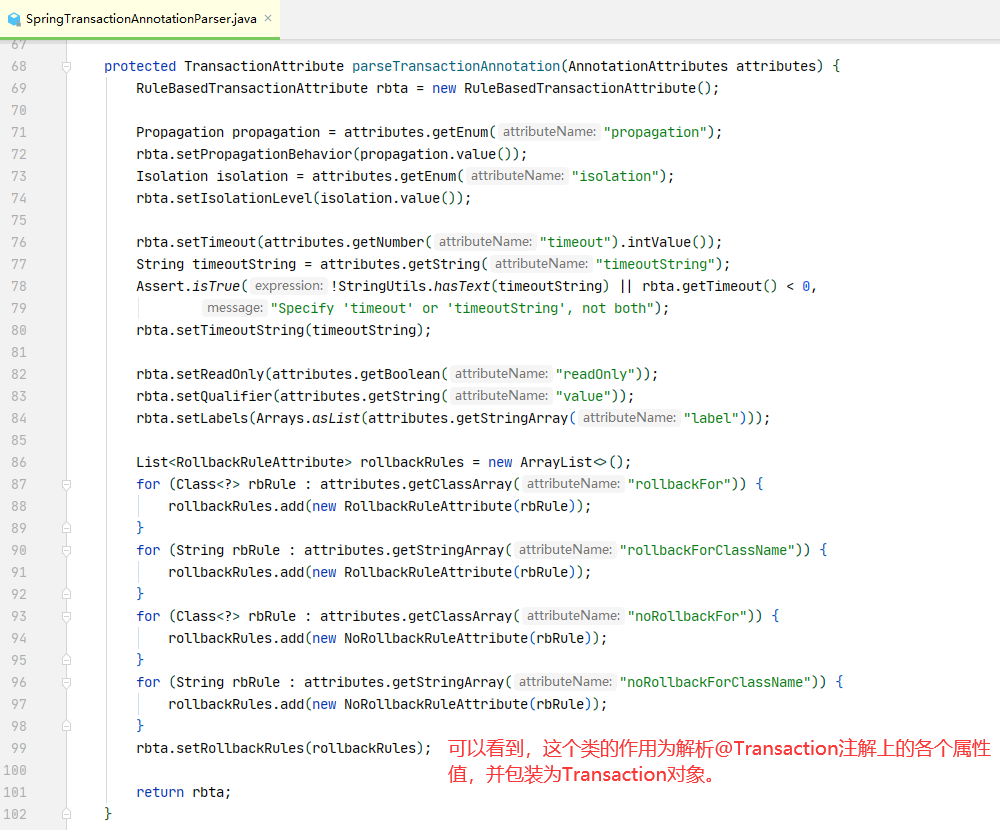 SpringTransactionAnnotationParser.java ×
67
68 protected TransactionAttribute parseTransactionAnnotation(AnnotationAttributes attributes) {
69 RuleBasedTransactionAttribute rbta = new RuleBasedTransactionAttribute();
70
71 Propagation propagation = attributes.getEnum( attributeName: "propagation");
72 rbta.setPropagationBehavior(propagation.value());
73 Isolation isolation = attributes.getEnum( attributeName: "isolation");
74 rbta.setIsolationLevel(isolation.value());
75
76 rbta.setTimeout(attributes.getNumber( attributeName: "timeout").intValue());
77 String timeoutString = attributes.getString( attributeName: "timeoutString");
78 Assert.isTrue( expression: !StringUtils.hasText(timeoutString) || rbta.getTimeout() < 0,
79 message: "Specify 'timeout' or 'timeoutString', not both");
80 rbta.setTimeoutString(timeoutString);
81
82 rbta.setReadOnly(attributes.getBoolean( attributeName: "readOnly"));
83 rbta.setQualifier(attributes.getString( attributeName: "value"));
84 rbta.setLabels(Arrays.asList(attributes.getStringArray( attributeName: "label")));
85
86 List<RollbackRuleAttribute> rollbackRules = new ArrayList<>();
87 for (Class<?> rbRule : attributes.getClassArray( attributeName: "rollbackFor")) {
88 rollbackRules.add(new RollbackRuleAttribute(rbRule));
89 }
90 for (String rbRule : attributes.getStringArray( attributeName: "rollbackForClassName")) {
91 rollbackRules.add(new RollbackRuleAttribute(rbRule));
92 }
93 for (Class<?> rbRule : attributes.getClassArray( attributeName: "noRollbackFor")) {
94 rollbackRules.add(new NoRollbackRuleAttribute(rbRule));
95 }
96 for (String rbRule : attributes.getStringArray( attributeName: "noRollbackForClassName")) {
97 rollbackRules.add(new NoRollbackRuleAttribute(rbRule));
98 }
99 rbta.setRollbackRules(rollbackRules);
可以看到，这个类的作用为解析@Transaction注解上的各个属性
值，并包装为Transaction对象。
100
101 return rbta;
102 }